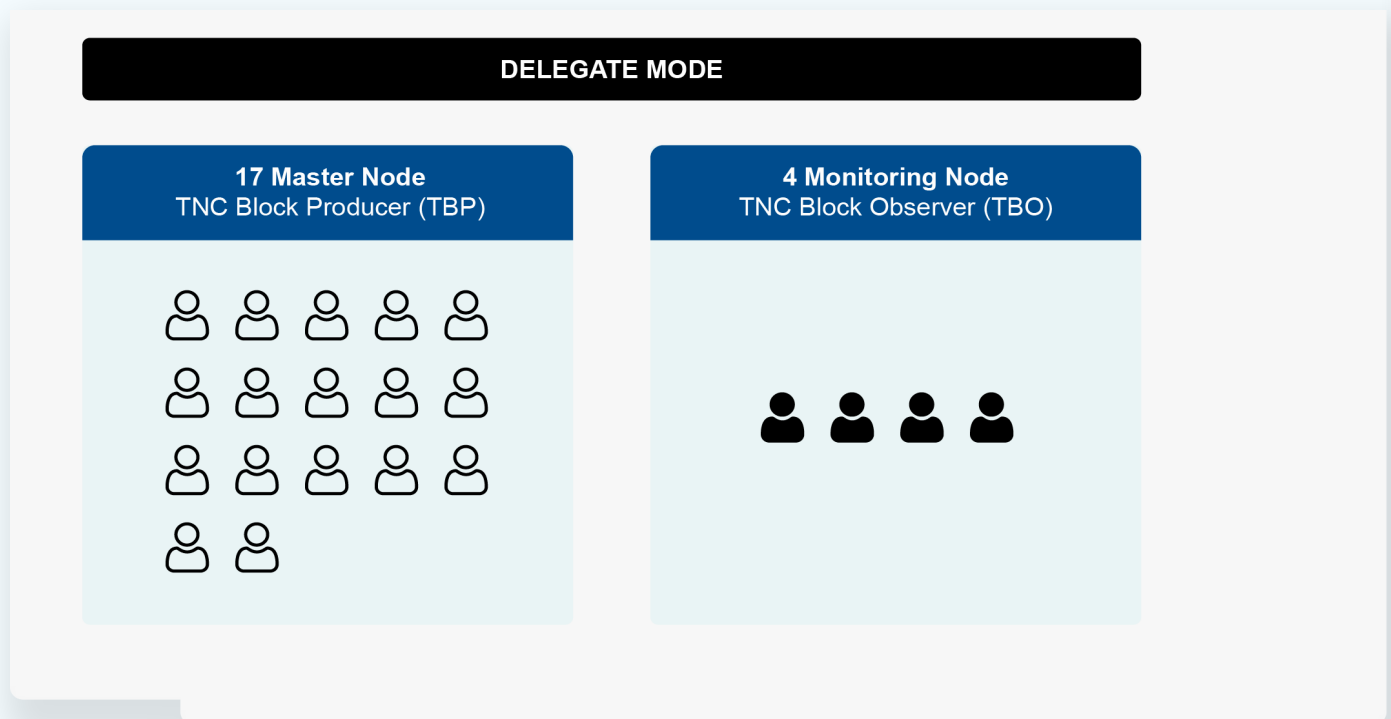 DELEGATE MODE
17 Master Node
TNC Block Producer (TBP)
4 Monitoring Node
TNC Block Observer (TBO)